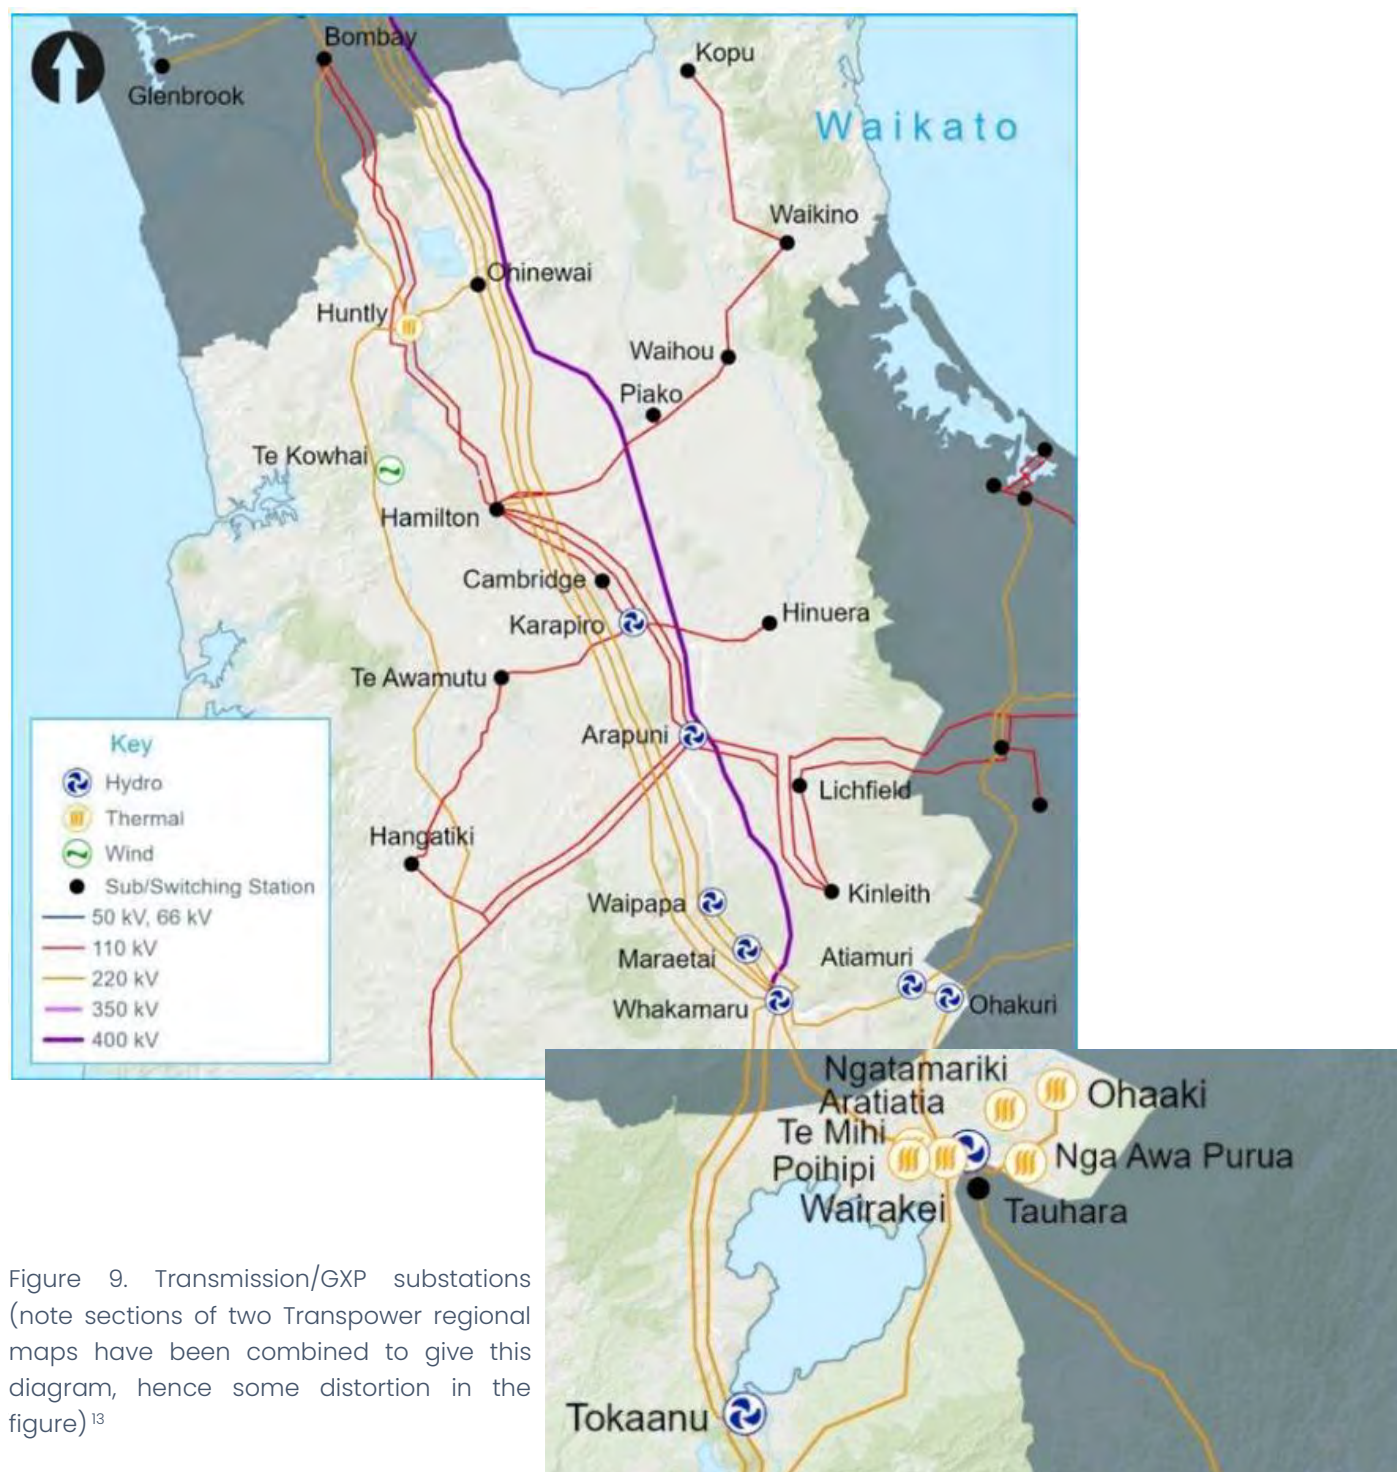 Bombay
Glenbrook
Kopu
Waikato
Waikino
Ohinewai
Huntly
Waihou
Piako
Te Kowhai
Hamilton
Cambridge
Karapiro
Hinuera
Te Awamutu
Arapuni
Lichfield
Hangatiki
Kinleith
Waipapa
Maraetai
Atiamuri
Whakamaru
Ohakuri
Key
Hydro
Thermal
Wind
Sub/Switching Station
50 kV, 66 kV
110 kV
220 kV
350 kV
400 kV
Ngatamariki
Ohaaki
Aratiatia
Te Mihi
Nga Awa Purua
Poihipi
Wairakei
Tauhara
Tokaanu
Figure 9. Transmission/GXP substations
(note sections of two Transpower regional
maps have been combined to give this
diagram, hence some distortion in the
figure) 13